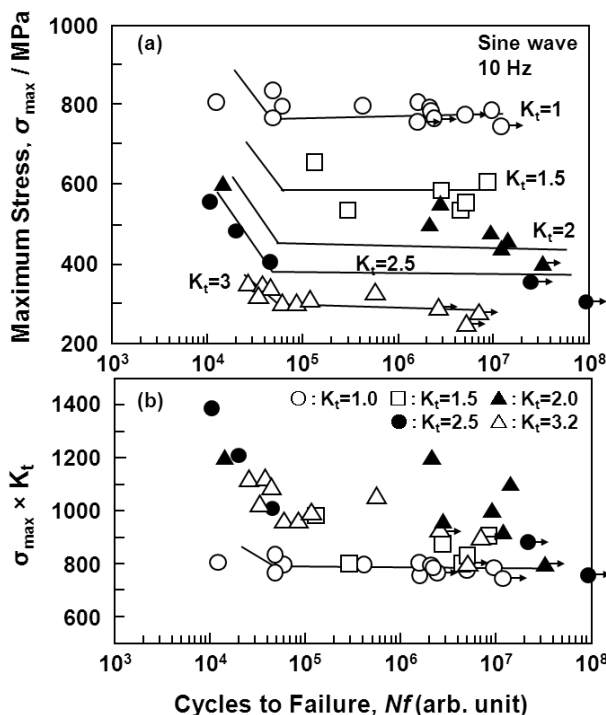 (a)
Sine wave
10 Hz
Maximum Stress, σmax / MPa
1000
800
600
400
200
Kt=1
Kt=1.5
Kt=2
Kt=2.5
Kt=3
10³ 10⁴ 10⁵ 10⁶ 10⁷ 10⁸
(b)
○ : Kt=1.0 □ : Kt=1.5 ▲ : Kt=2.0
● : Kt=2.5 △ : Kt=3.2
σmax × Kt
1400
1200
1000
800
600
10³ 10⁴ 10⁵ 10⁶ 10⁷ 10⁸
Cycles to Failure, Nf (arb. unit)